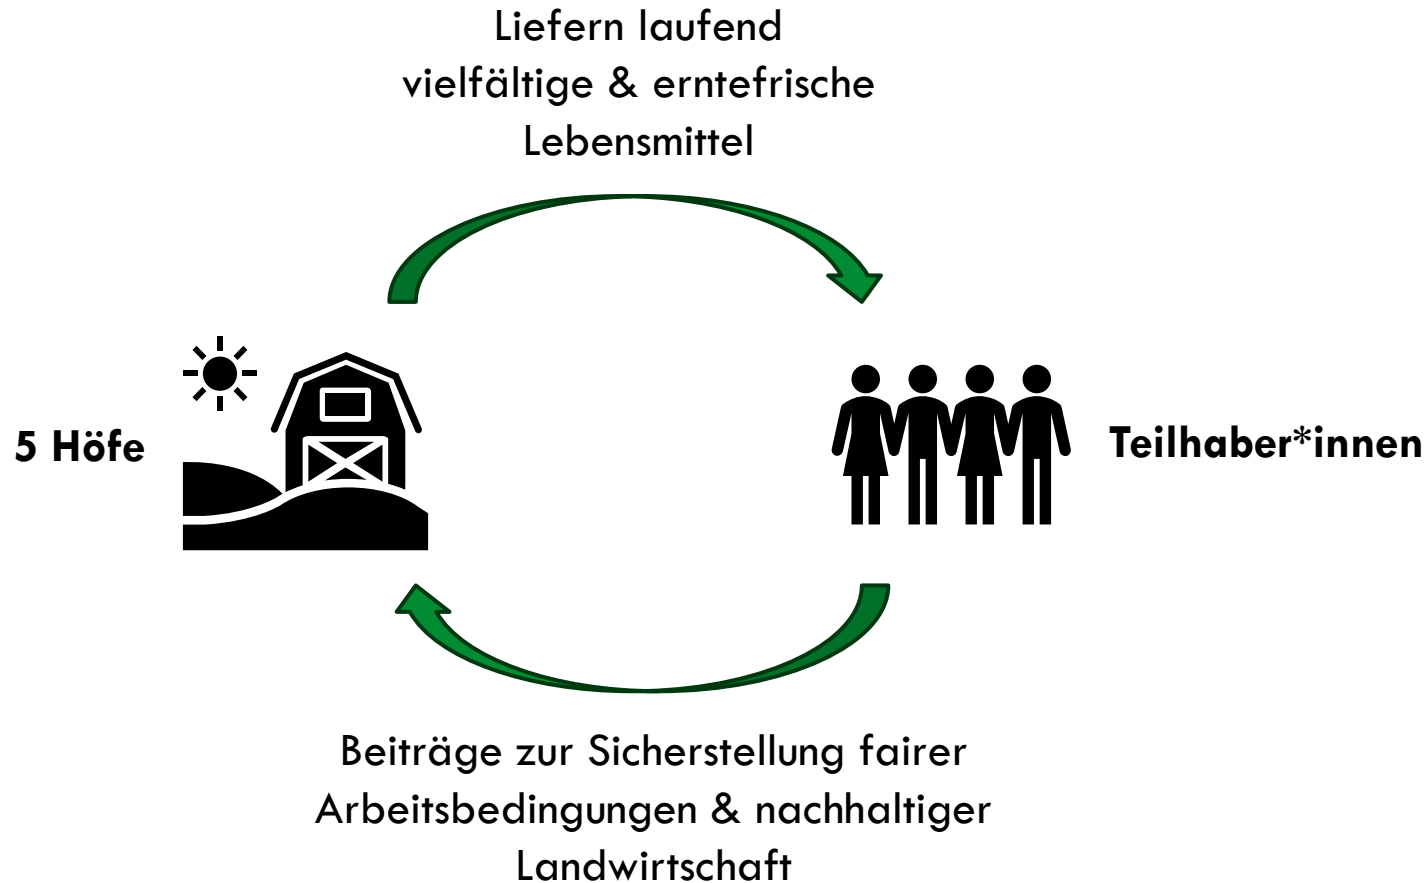 Liefern laufend
vielfältige & erntefrische
Lebensmittel
5 Höfe
Teilhaber*innen
Beiträge zur Sicherstellung fairer
Arbeitsbedingungen & nachhaltiger
Landwirtschaft